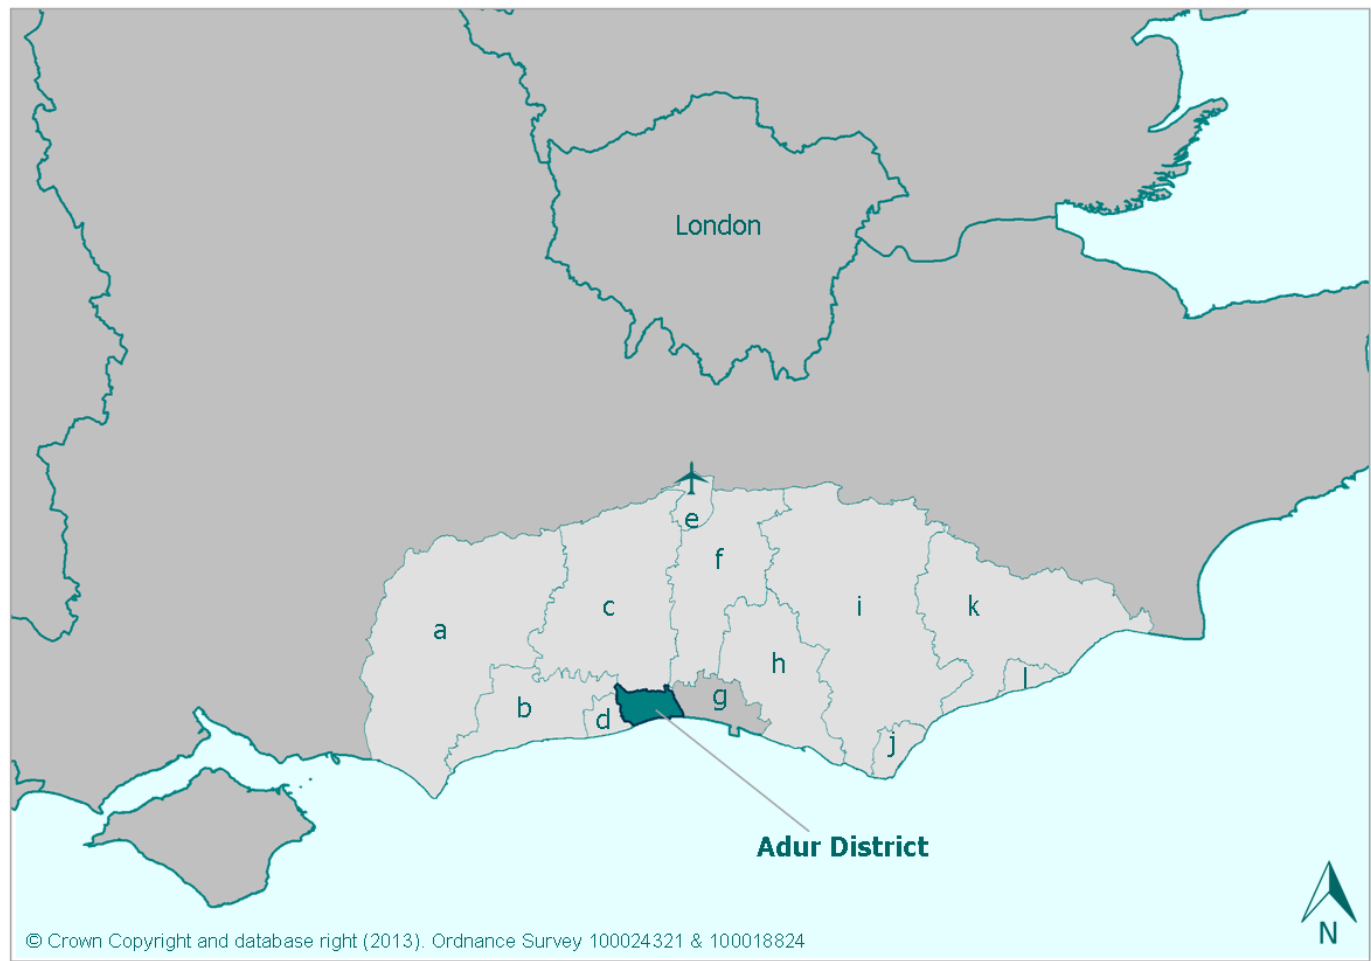 London
e
f
c
i
k
a
h
l
g
b
d
j
Adur District
N
© Crown Copyright and database right (2013). Ordnance Survey 100024321 & 100018824